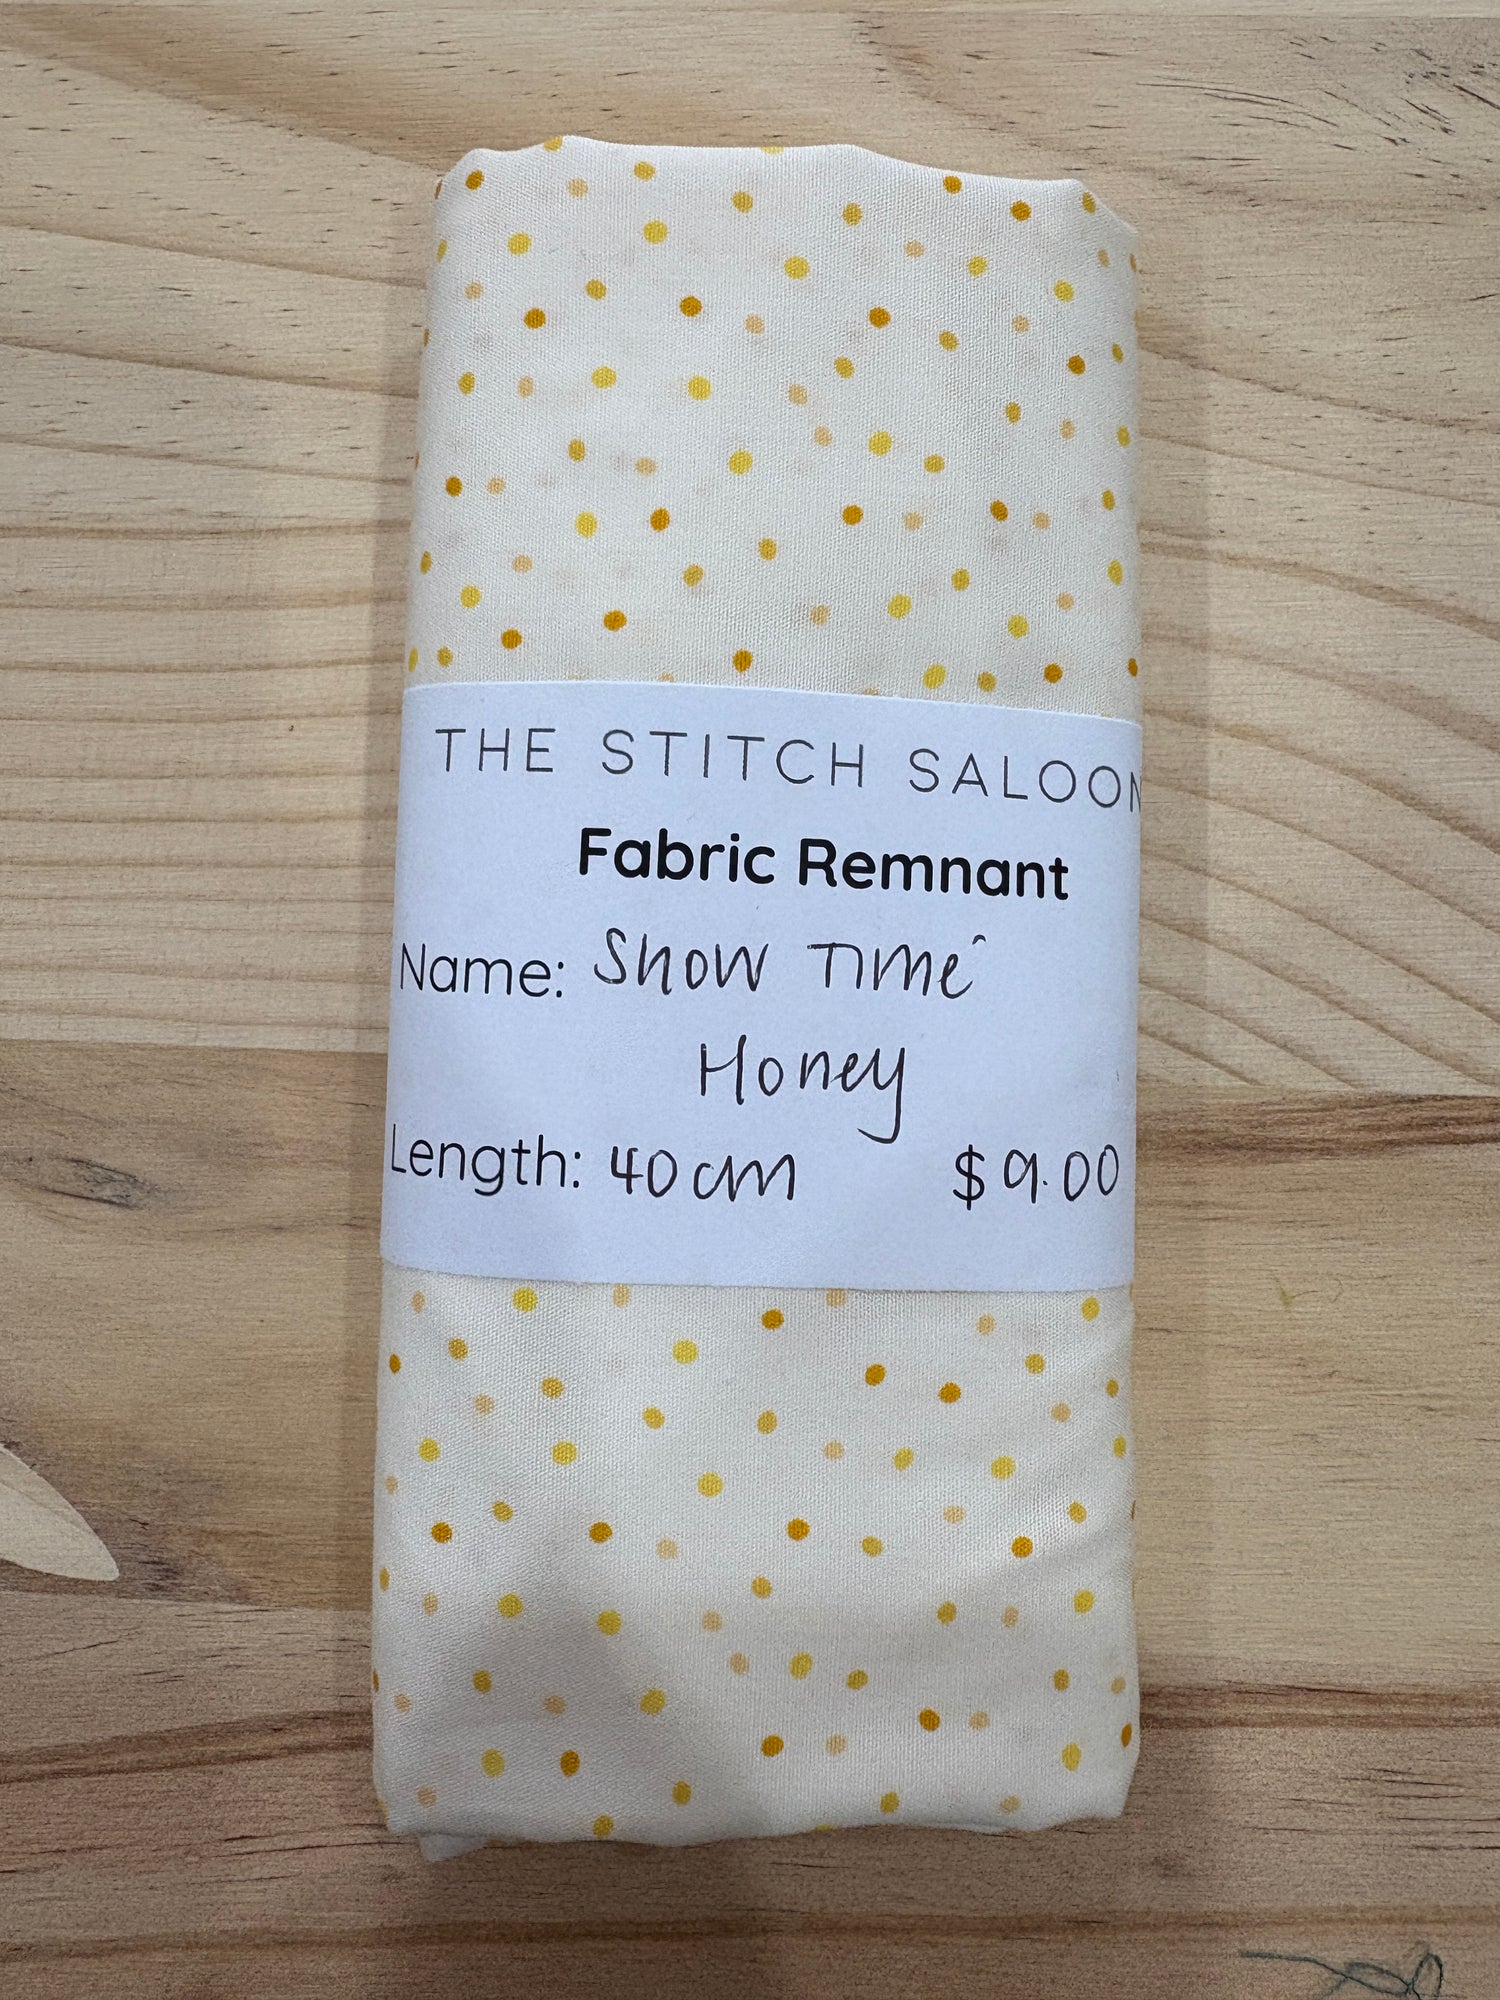 THE STITCH SALOON
Fabric Remnant
Name: Show Time
Honey
Length: 40cm $9.00